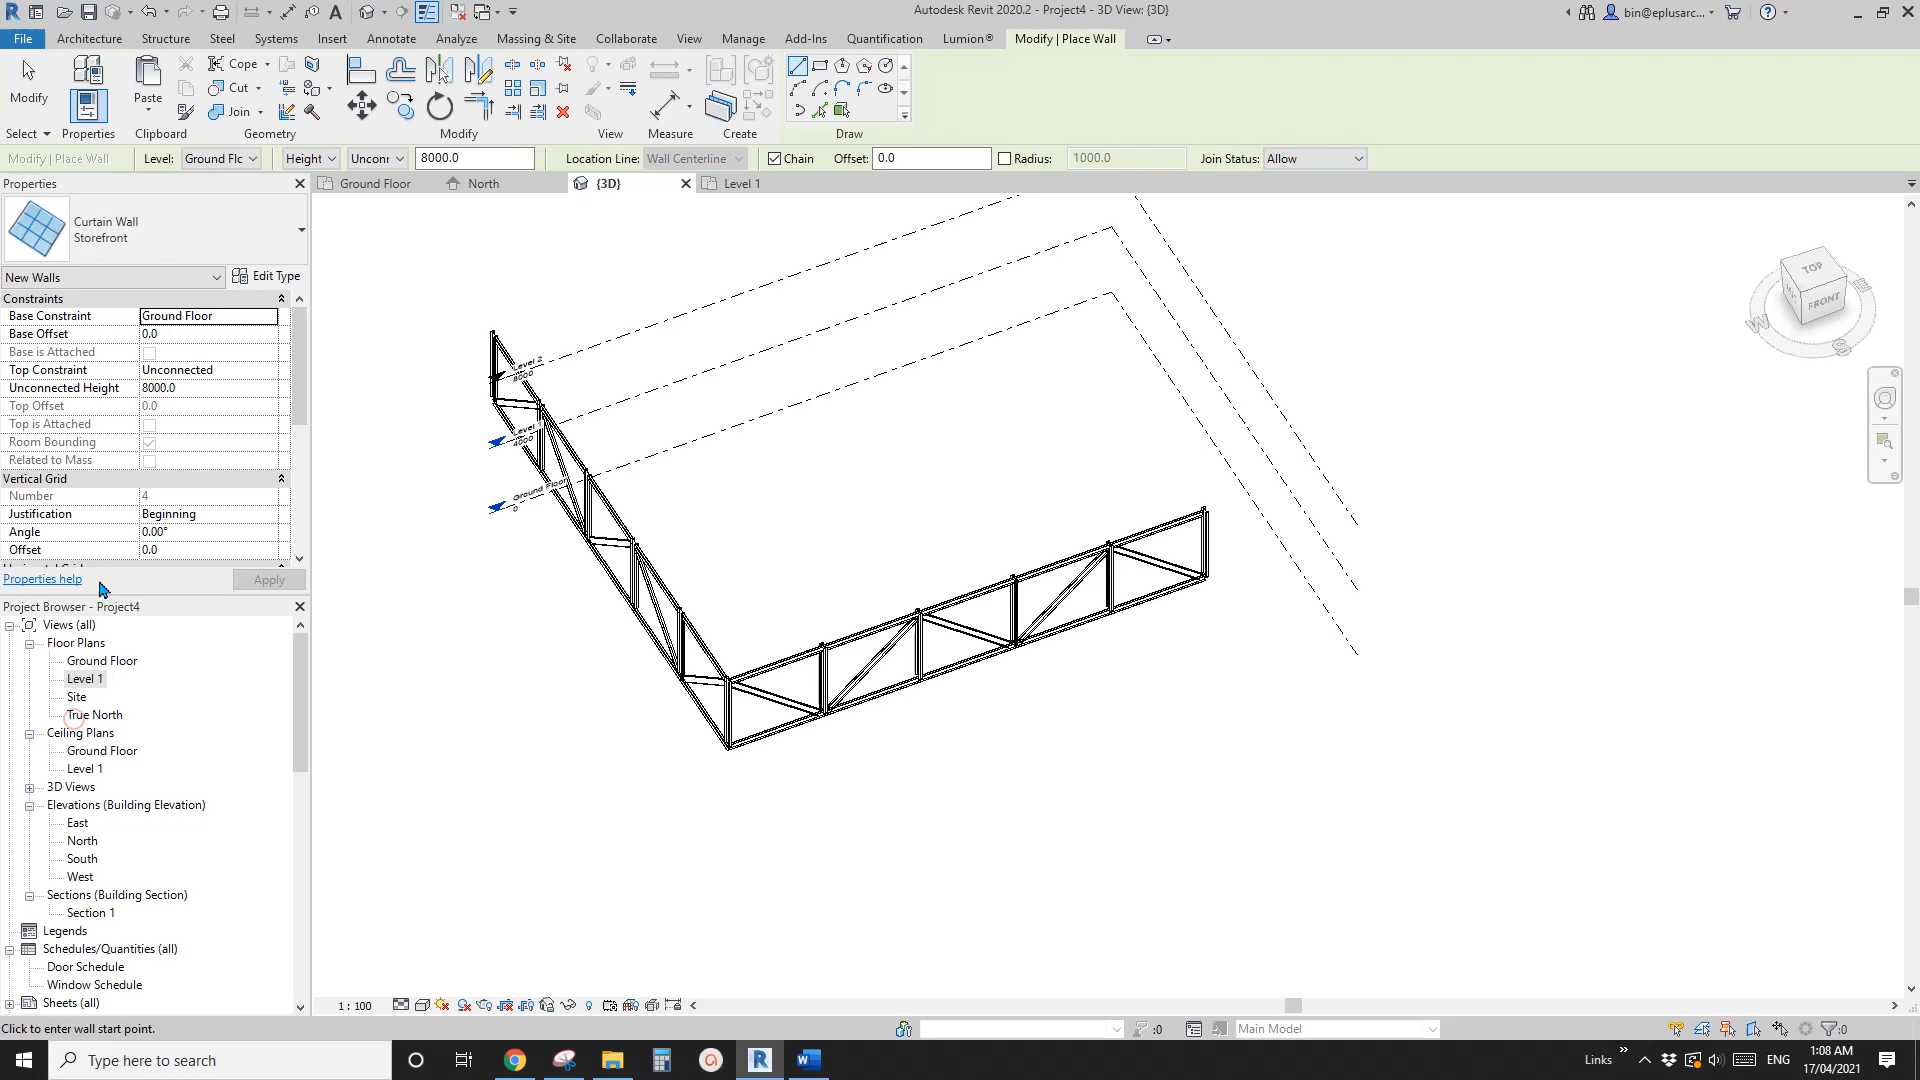 Autodesk Revit 2020.2 - Project4 - 3D View: {3D}
bin@eplusarc...
File
Architecture
Structure
Steel
Systems
Insert
Annotate
Analyze
Massing & Site
Collaborate
View
Manage
Add-Ins
Quantification
Lumion®
Modify | Place Wall
Modify
Paste
Cope
Cut
Join
Select
Properties
Clipboard
Geometry
Modify
View
Measure
Create
Draw
Modify | Place Wall
Level:
Ground Flc
Height
Unconr
8000.0
Location Line:
Wall Centerline
Chain
Offset:
0.0
Radius:
1000.0
Join Status:
Allow
Properties
Ground Floor
North
{3D}
Level 1
Curtain Wall
Storefront
New Walls
Edit Type
Constraints
Base Constraint
Ground Floor
Base Offset
0.0
Base is Attached
Top Constraint
Unconnected
Unconnected Height
8000.0
Top Offset
0.0
Top is Attached
Room Bounding
Related to Mass
Vertical Grid
Number
4
Justification
Beginning
Angle
0.00°
Offset
0.0
Properties help
Apply
Project Browser - Project4
Views (all)
Floor Plans
Ground Floor
Level 1
Site
True North
Ceiling Plans
Ground Floor
Level 1
3D Views
Elevations (Building Elevation)
East
North
South
West
Sections (Building Section)
Section 1
Legends
Schedules/Quantities (all)
Door Schedule
Window Schedule
Sheets (all)
Level 2
8000
Level 1
4000
Ground Floor
0
TOP
FRONT
W
S
E
1 : 100
Click to enter wall start point.
:0
Main Model
:0
Type here to search
Links
ENG
1:08 AM
17/04/2021